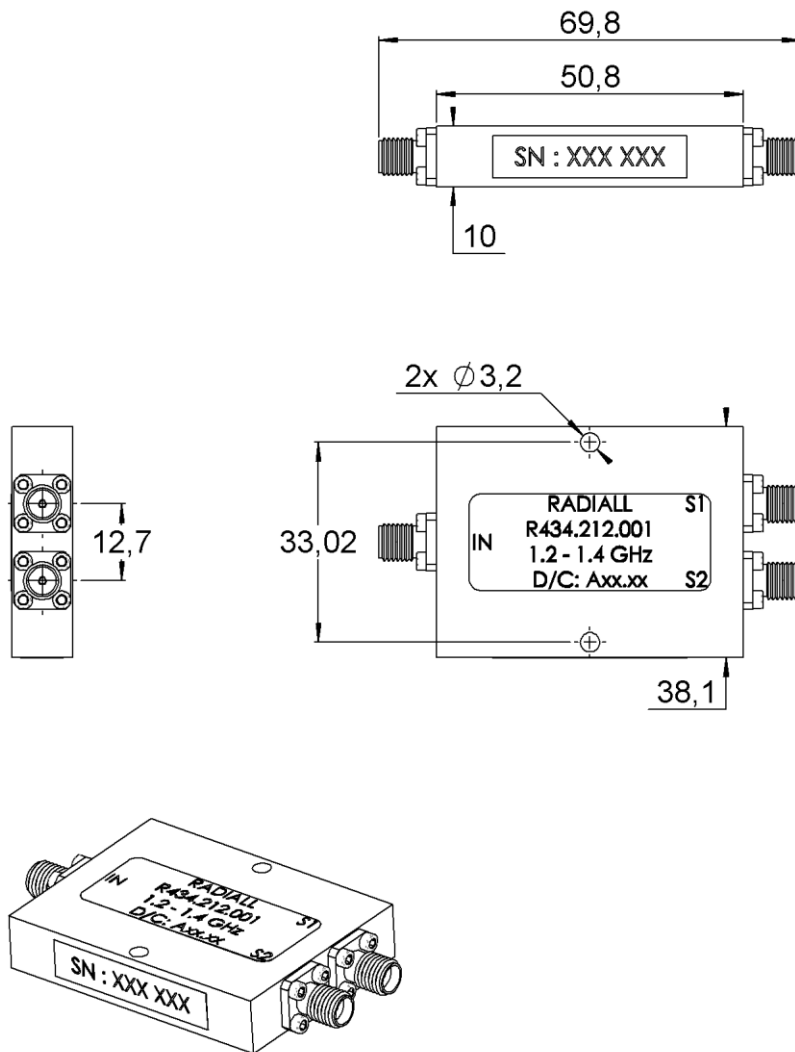 69,8
50,8
SN : XXX XXX
10
2x ∅3,2
12,7
33,02
RADIALL
S1
R434.212.001
IN
1.2 - 1.4 GHz
D/C: Axx.xx
S2
38,1
IN
RADIALL
R434.212.001
1.2 - 1.4 GHz
D/C: Axx.xx
S1
S2
SN : XXX XXX